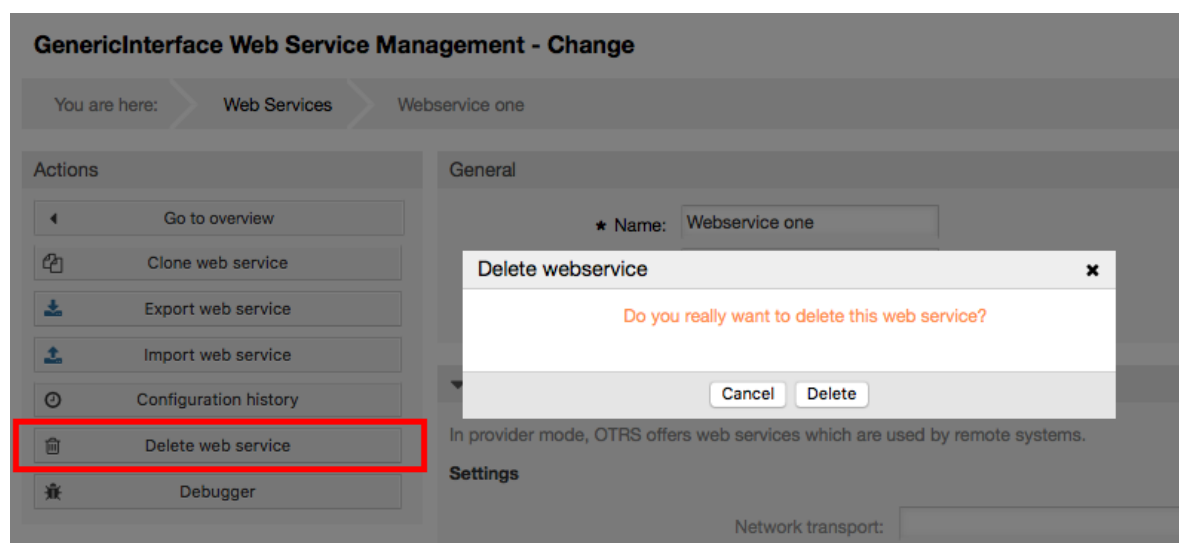 GenericInterface Web Service Management - Change
You are here: Web Services Webservice one
Actions
Go to overview
Clone web service
Export web service
Import web service
Configuration history
Delete web service
Debugger
General
★ Name: Webservice one
Delete webservice ✖
Do you really want to delete this web service?
Cancel Delete
In provider mode, OTRS offers web services which are used by remote systems.
Settings
Network transport: